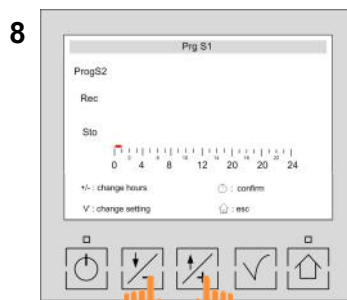 8
Prg S1
ProgS2
Rec
Sto
0 4 8 12 20 20 24
+/- : change hours : confirm
V : change setting : esc
- +